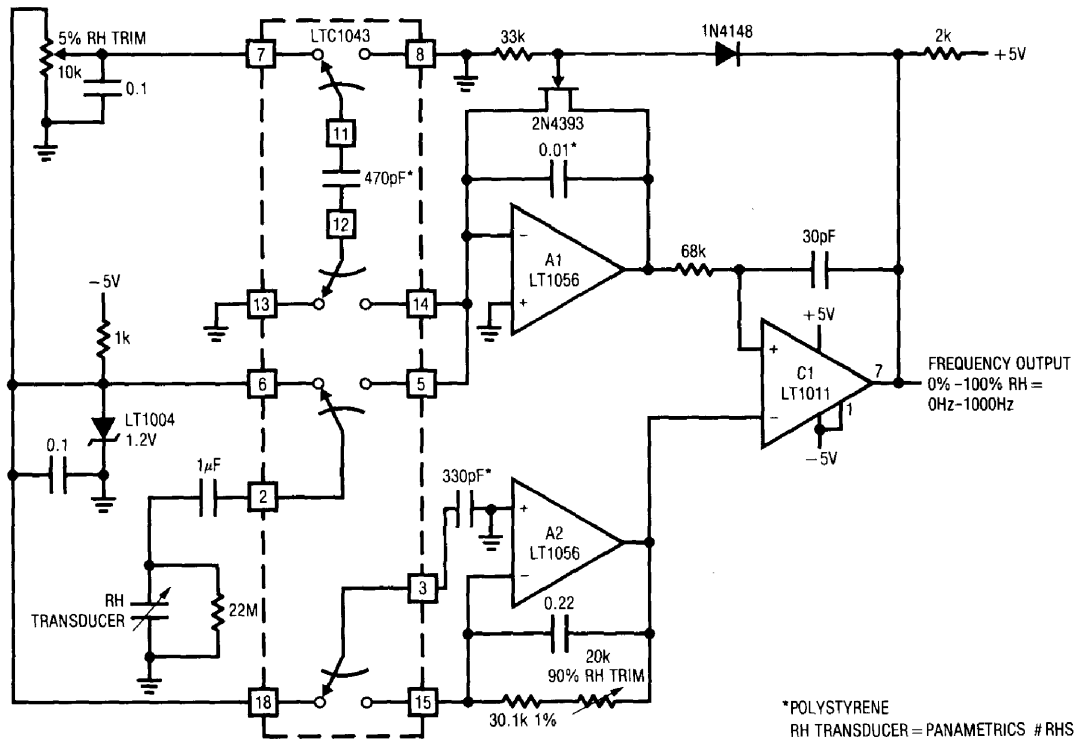 5% RH TRIM
10k
0.1
7
LTC1043
8
33k
1N4148
2k
+5V
2N4393
11
470pF*
12
0.01*
30pF
A1
LT1056
-
+
68k
-5V
1k
13
14
6
5
LT1004
1.2V
0.1
+5V
+
-
C1
LT1011
7
1
-5V
FREQUENCY OUTPUT
0%-100% RH =
0Hz-1000Hz
1μF
2
330pF*
+
-
A2
LT1056
3
RH
TRANSDUCER
22M
0.22
20k
90% RH TRIM
18
15
30.1k 1%
*POLYSTYRENE
RH TRANSDUCER = PANAMETRICS # RHS